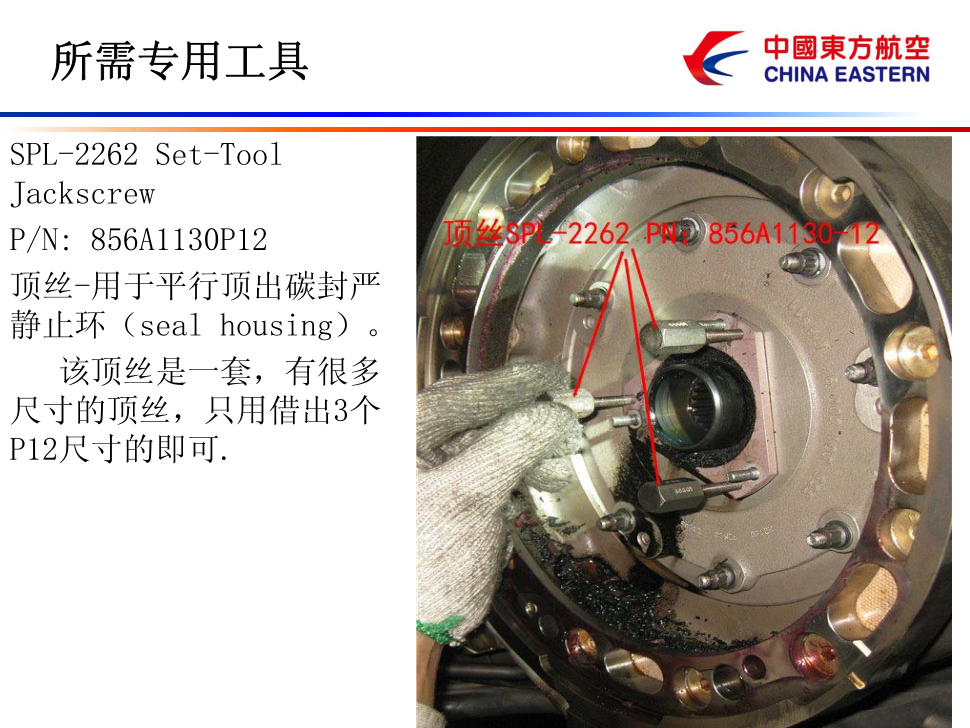 所需专用工具
中國東方航空
CHINA EASTERN
SPL-2262 Set-Tool
Jackscrew
P/N: 856A1130P12
顶丝-用于平行顶出碳封严
静止环（seal housing）。
该顶丝是一套，有很多
尺寸的顶丝，只用借出3个
P12尺寸的即可.
顶丝SPL-2262 PN：856A1130-12